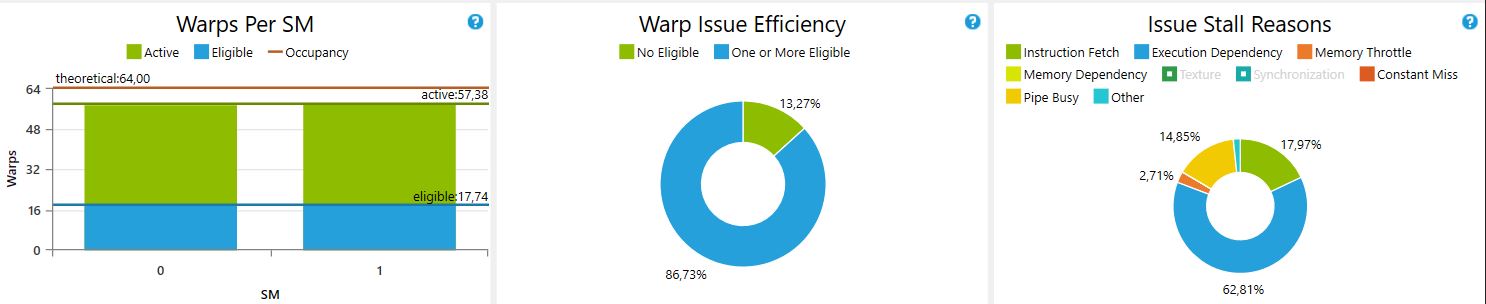 Warps Per SM
?
Active Eligible Occupancy
theoretical:64,00
active:57,38
eligible:17,74
64
48
32
16
0
Warps
0 1
SM
Warp Issue Efficiency
?
No Eligible One or More Eligible
13,27%
86,73%
Issue Stall Reasons
?
Instruction Fetch Execution Dependency Memory Throttle
Memory Dependency Texture Synchronization Constant Miss
Pipe Busy Other
14,85%
17,97%
2,71%
62,81%